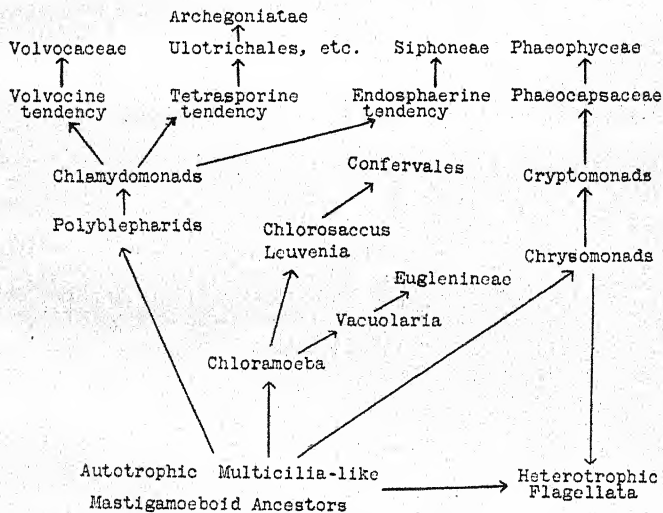 Archegoniatae
Volvocaceae Ulotrichales, etc. Siphoneae Phaeophyceae
Volvocine tendency Tetrasporine tendency Endosphaerine tendency Phaeocapsaceae
Chlamydomonads Confervales Cryptomonads
Polyblepharids Chlorosaccus Leuvenia Chrysomonads
Euglenineae
Vacuolaria
Chloramoeba
Autotrophic Multicilia-like Heterotrophic
Mastigamoeboid Ancestors Flagellata